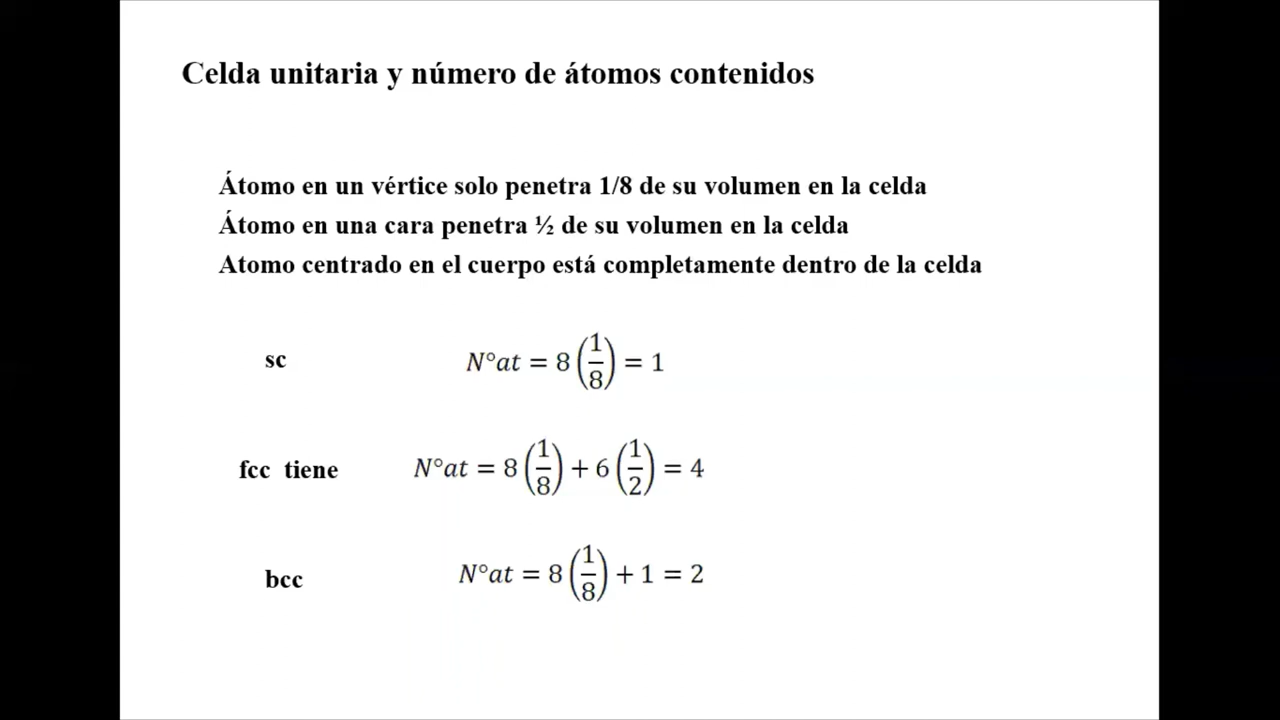 Celda unitaria y número de átomos contenidos
Átomo en un vértice solo penetra 1/8 de su volumen en la celda
Átomo en una cara penetra ½ de su volumen en la celda
Atomo centrado en el cuerpo está completamente dentro de la celda
sc N°at = 8(1/8) = 1
fcc tiene N°at = 8(1/8) + 6(1/2) = 4
bcc N°at = 8(1/8) + 1 = 2